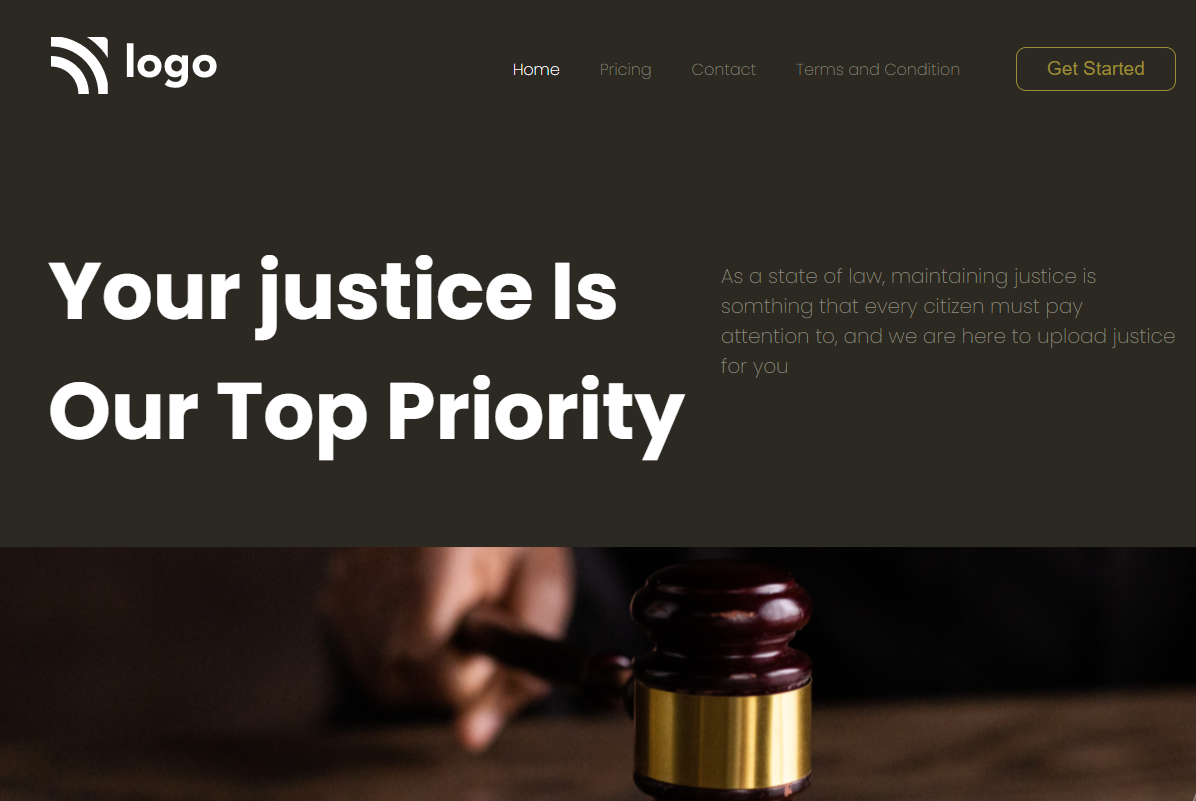 logo
Home Pricing Contact Terms and Condition Get Started
Your justice Is
Our Top Priority
As a state of law, maintaining justice is
somthing that every citizen must pay
attention to, and we are here to upload justice
for you